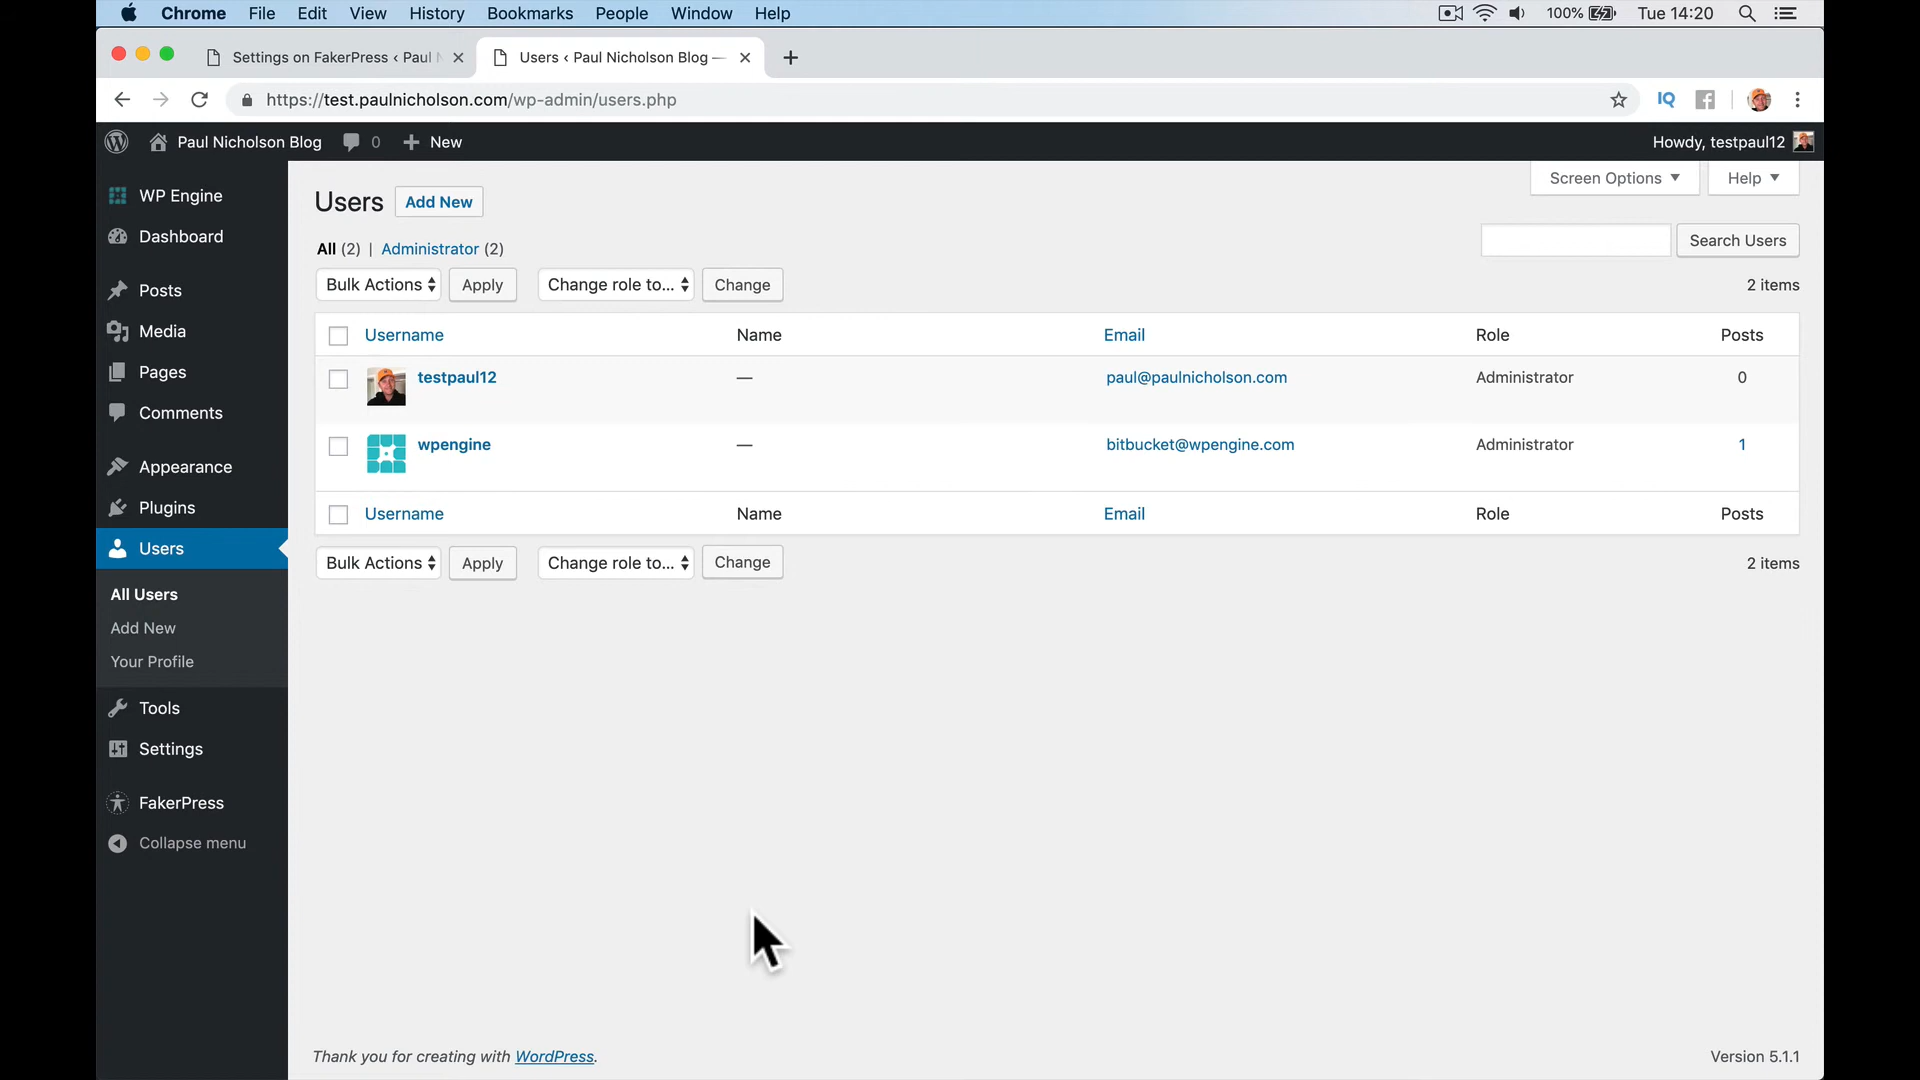 Chrome File Edit View History Bookmarks People Window Help 100% Tue 14:20
Settings on FakerPress ‹ Paul Users ‹ Paul Nicholson Blog —
https://test.paulnicholson.com/wp-admin/users.php IQ
Paul Nicholson Blog 0 New Howdy, testpaul12
WP Engine
Dashboard
Posts
Media
Pages
Comments
Appearance
Plugins
Users
All Users
Add New
Your Profile
Tools
Settings
FakerPress
Collapse menu
Screen Options Help
Users Add New
All (2) | Administrator (2)
Search Users
Bulk Actions Apply Change role to... Change 2 items
Username Name Email Role Posts
testpaul12 — paul@paulnicholson.com Administrator 0
wpengine — bitbucket@wpengine.com Administrator 1
Username Name Email Role Posts
Bulk Actions Apply Change role to... Change 2 items
Thank you for creating with WordPress. Version 5.1.1